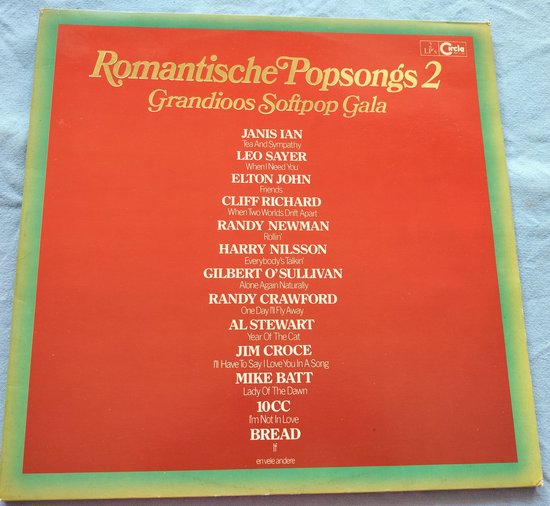 2
LPs
Circle
Romantische Popsongs 2
Grandioos Softpop Gala
JANIS IAN
Tea And Sympathy
LEO SAYER
When I Need You
ELTON JOHN
Friends
CLIFF RICHARD
When Two Worlds Drift Apart
RANDY NEWMAN
Rollin'
HARRY NILSSON
Everybody's Talkin'
GILBERT O'SULLIVAN
Alone Again Naturally
RANDY CRAWFORD
One Day I'll Fly Away
AL STEWART
Year Of The Cat
JIM CROCE
I'll Have To Say I Love You In A Song
MIKE BATT
Lady Of The Dawn
10CC
I'm Not In Love
BREAD
If
en vele andere